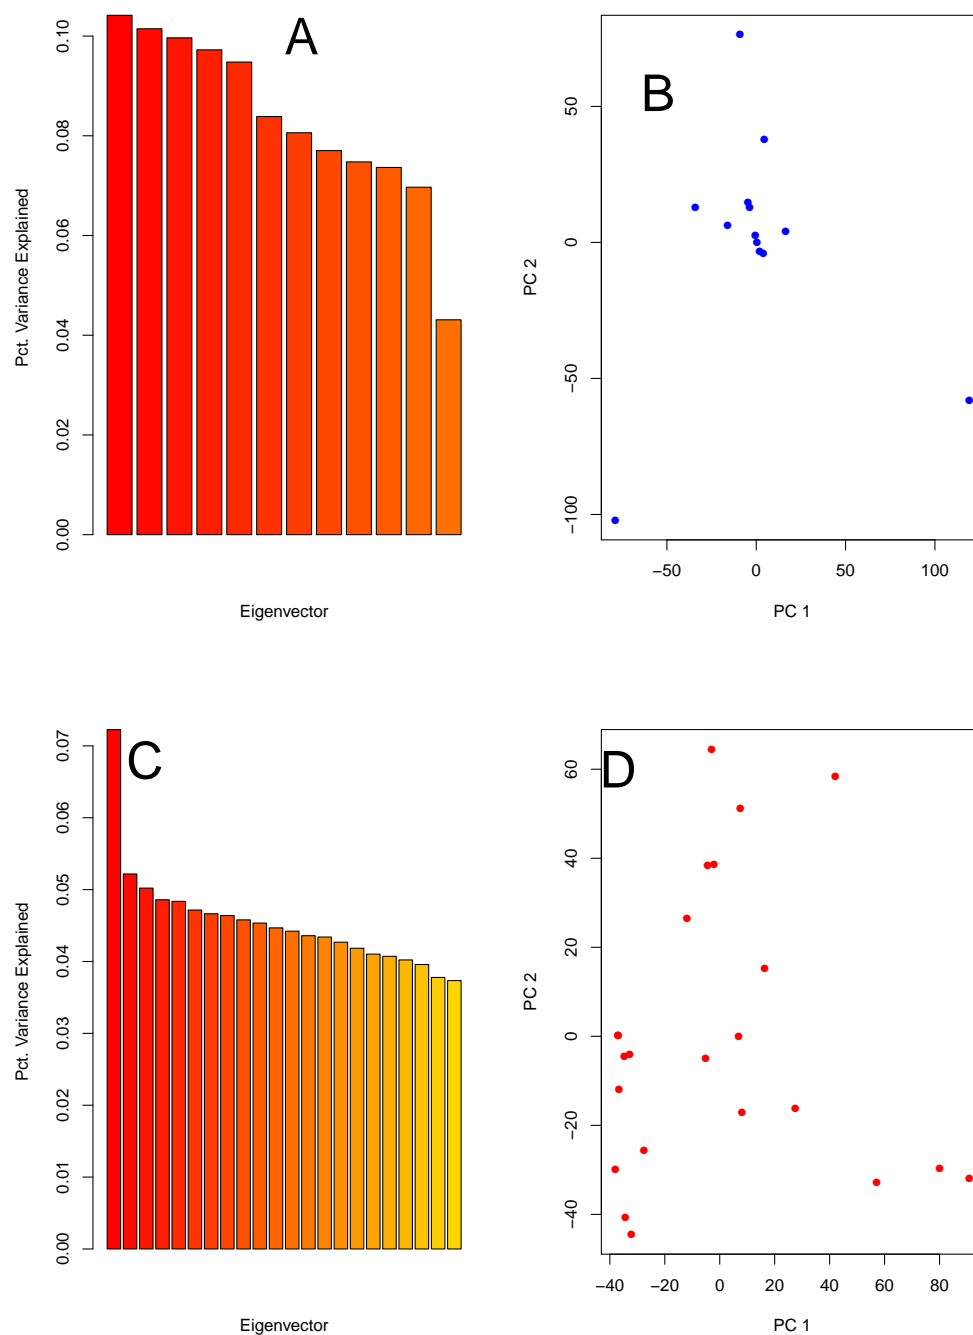 A
Pct. Variance Explained
0.00 0.02 0.04 0.06 0.08 0.10
Eigenvector
B
PC 2
−100 −50 0 50
−50 0 50 100
PC 1
C
Pct. Variance Explained
0.00 0.01 0.02 0.03 0.04 0.05 0.06 0.07
Eigenvector
D
PC 2
−40 −20 0 20 40 60
−40 −20 0 20 40 60 80
PC 1